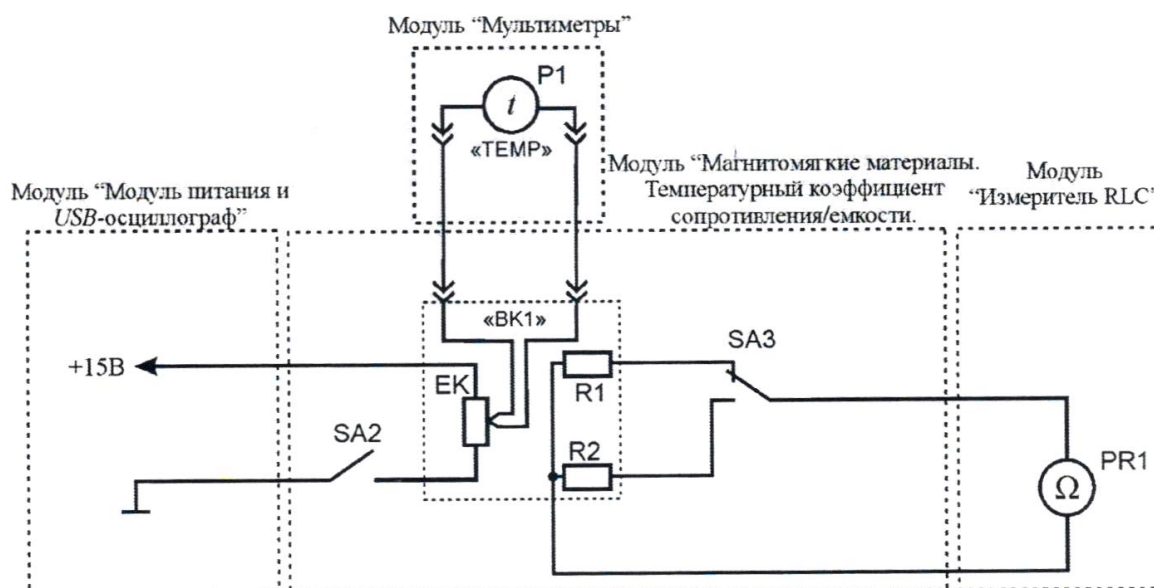 Модуль “Мультиметры”
P1
t
«TEMP»
Модуль “Магнитомягкие материалы.
Температурный коэффициент
сопротивления/емкости.
Модуль
“Измеритель RLC”
Модуль “Модуль питания и
USB-осциллограф”
«BK1»
+15В
EK
R1
SA3
SA2
R2
PR1
Ω